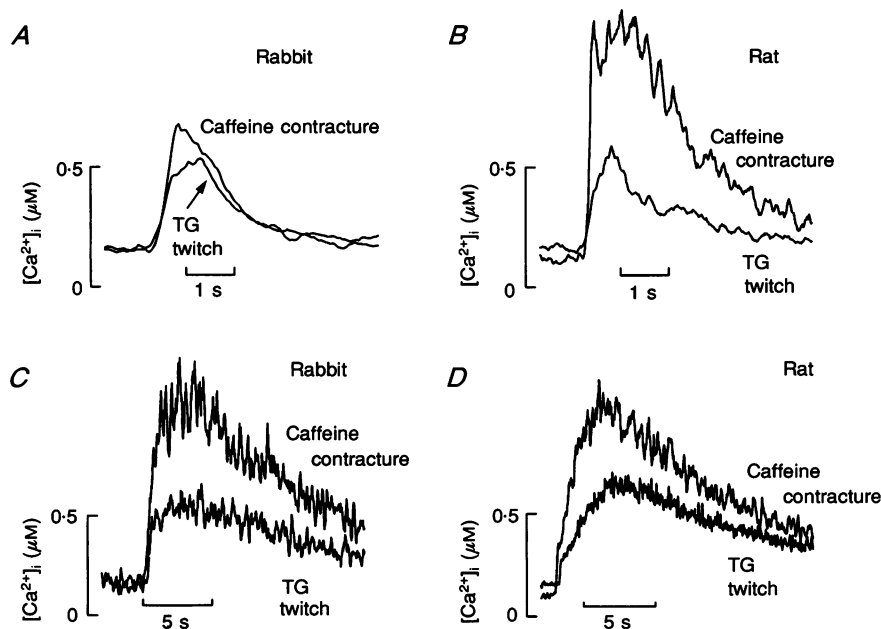 A
Rabbit
Caffeine contracture
TG
twitch
0·5
0
[Ca²⁺]ᵢ (μM)
1 s
B
Rat
Caffeine
contracture
TG
twitch
0·5
0
[Ca²⁺]ᵢ (μM)
1 s
C
Rabbit
Caffeine
contracture
TG
twitch
0·5
0
[Ca²⁺]ᵢ (μM)
5 s
D
Rat
Caffeine
contracture
TG
twitch
0·5
0
[Ca²⁺]ᵢ (μM)
5 s